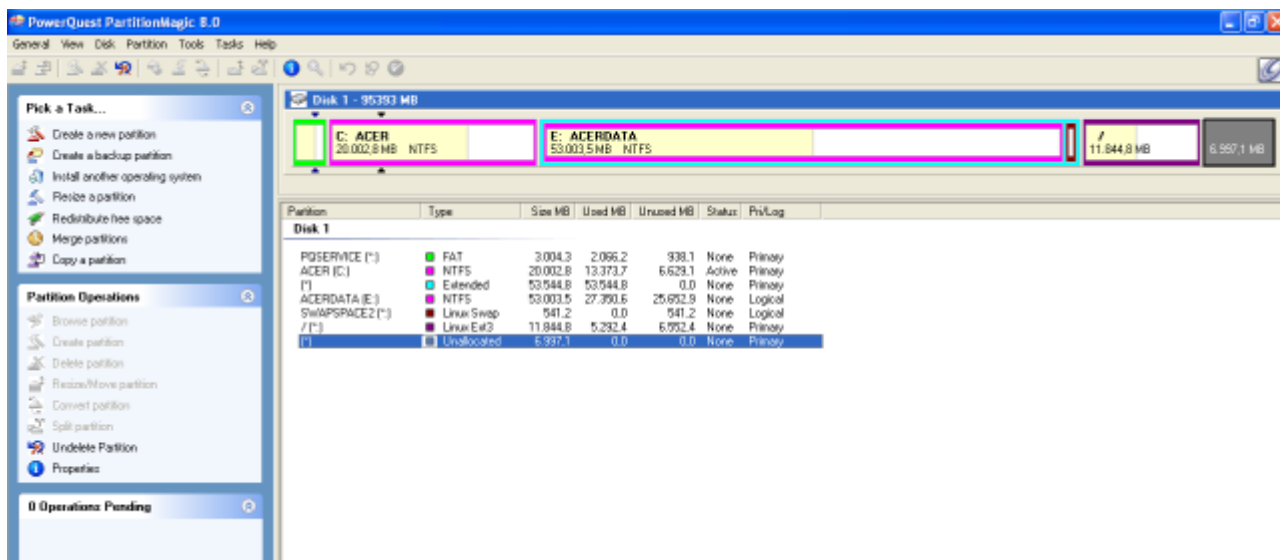 PowerQuest PartitionMagic 8.0
General View Disk Partition Tools Tasks Help
Pick a Task...
Create a new partition
Create a backup partition
Install another operating system
Resize a partition
Redistribute free space
Merge partitions
Copy a partition
Partition Operations
Browse partition
Create partition
Delete partition
Resize/Move partition
Convert partition
Split partition
Undelete Partition
Properties
0 Operations Pending
Disk 1 - 95393 MB
C: ACER
20.002,8 MB NTFS
E: ACERDATA
53.003,5 MB NTFS
/
11.844,8 MB
6.997,1 MB
Partition Type Size MB Used MB Unused MB Status Pri/Log
Disk 1
PQSERVICE (*:) FAT 3.004.3 2.066.2 938.1 None Primary
ACER (C:) NTFS 20.002.8 13.373.7 6.629.1 Active Primary
(*) Extended 53.544.8 53.544.8 0.0 None Primary
ACERDATA (E:) NTFS 53.003.5 27.350.6 25.652.9 None Logical
SWAPSPACE2 (*:) Linux Swap 541.2 0.0 541.2 None Logical
/ (*:) Linux Ext3 11.844.8 5.292.4 6.552.4 None Primary
(*) Unallocated 6.997.1 0.0 0.0 None Primary